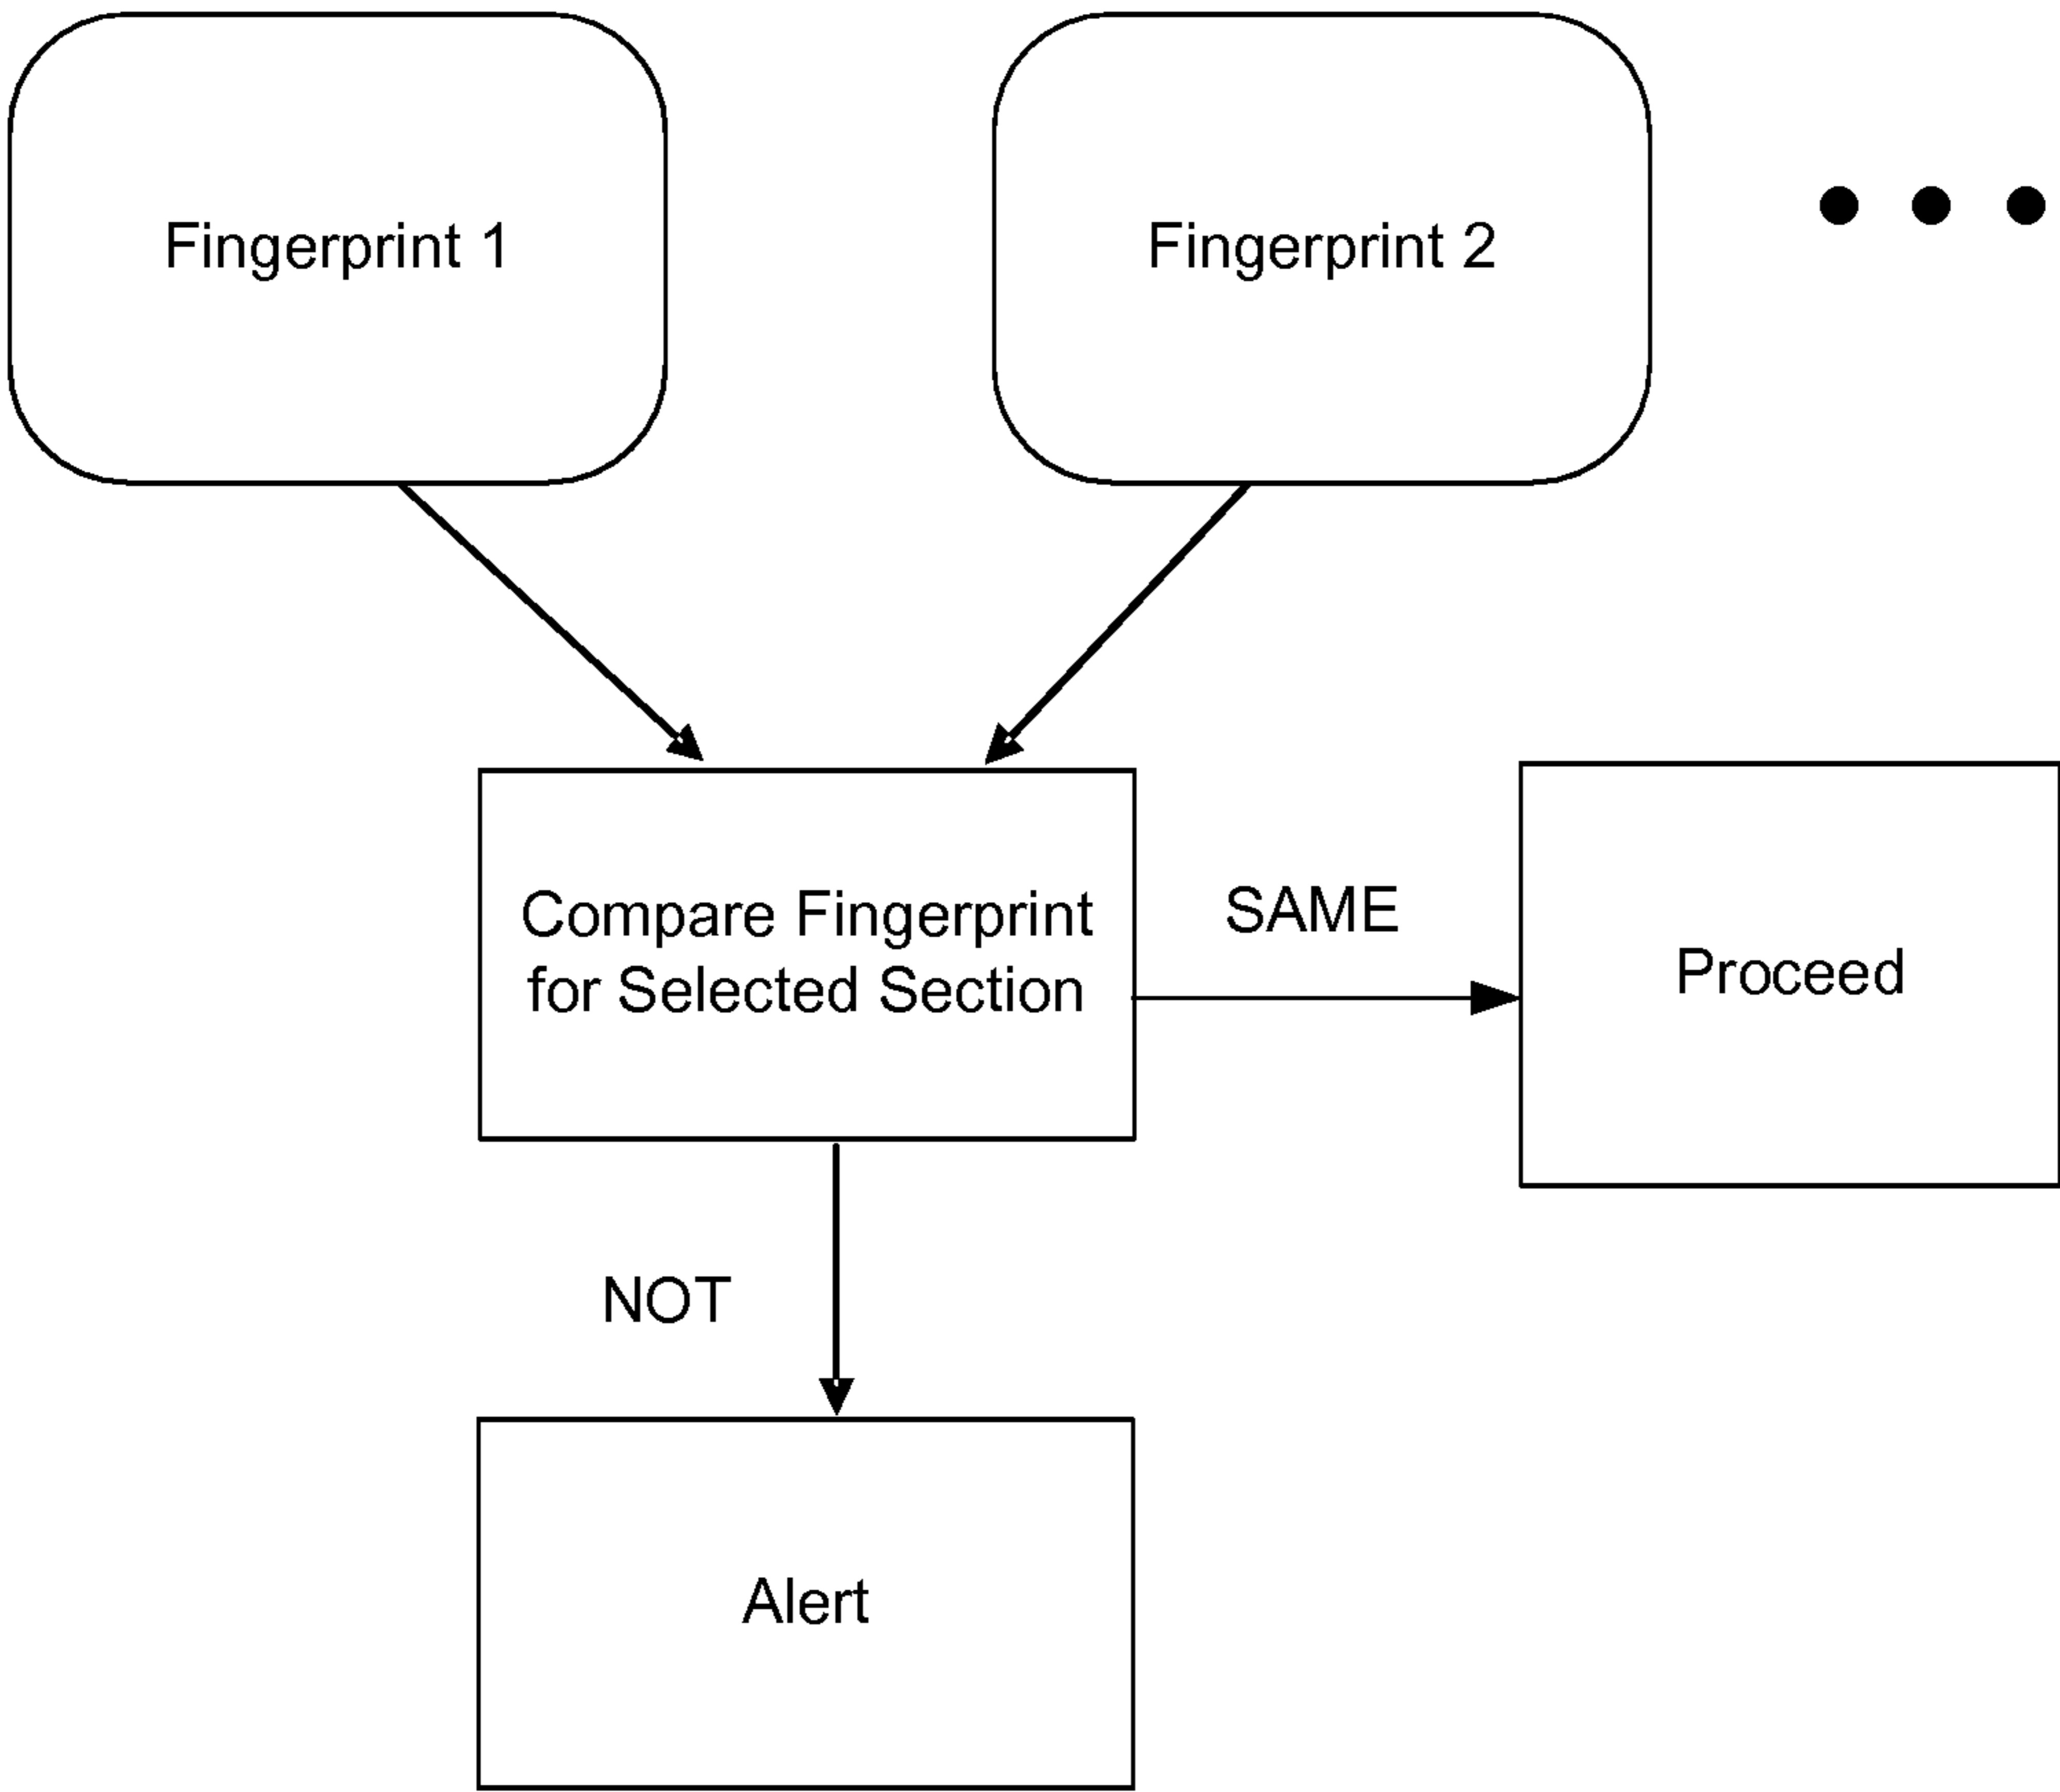 Fingerprint 1
Fingerprint 2
Compare Fingerprint
for Selected Section
SAME
Proceed
NOT
Alert